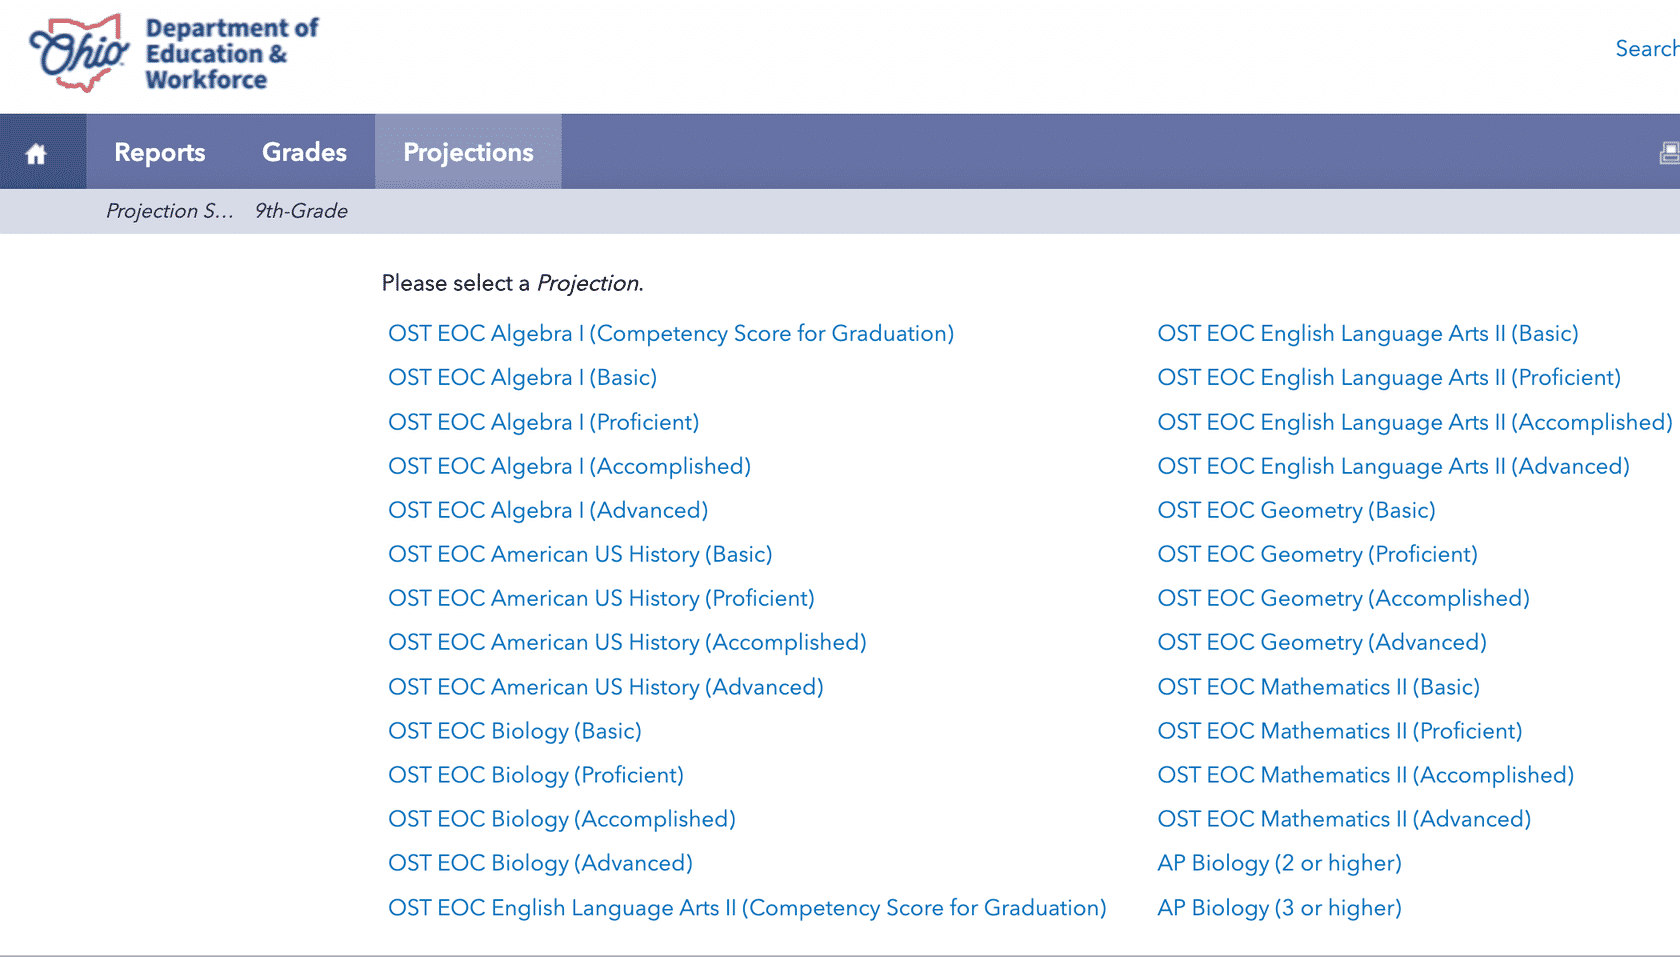 Ohio
Department of
Education &
Workforce
Search
Reports Grades Projections
Projection S... 9th-Grade
Please select a Projection.
OST EOC Algebra I (Competency Score for Graduation)
OST EOC Algebra I (Basic)
OST EOC Algebra I (Proficient)
OST EOC Algebra I (Accomplished)
OST EOC Algebra I (Advanced)
OST EOC American US History (Basic)
OST EOC American US History (Proficient)
OST EOC American US History (Accomplished)
OST EOC American US History (Advanced)
OST EOC Biology (Basic)
OST EOC Biology (Proficient)
OST EOC Biology (Accomplished)
OST EOC Biology (Advanced)
OST EOC English Language Arts II (Competency Score for Graduation)
OST EOC English Language Arts II (Basic)
OST EOC English Language Arts II (Proficient)
OST EOC English Language Arts II (Accomplished)
OST EOC English Language Arts II (Advanced)
OST EOC Geometry (Basic)
OST EOC Geometry (Proficient)
OST EOC Geometry (Accomplished)
OST EOC Geometry (Advanced)
OST EOC Mathematics II (Basic)
OST EOC Mathematics II (Proficient)
OST EOC Mathematics II (Accomplished)
OST EOC Mathematics II (Advanced)
AP Biology (2 or higher)
AP Biology (3 or higher)